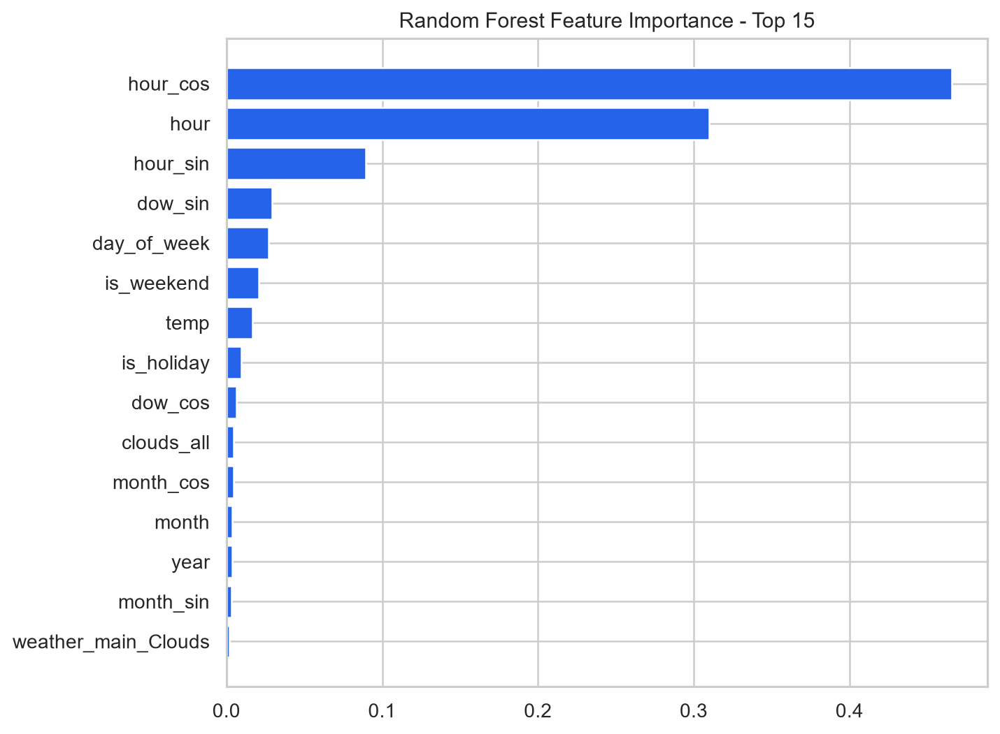 Random Forest Feature Importance - Top 15
hour_cos
hour
hour_sin
dow_sin
day_of_week
is_weekend
temp
is_holiday
dow_cos
clouds_all
month_cos
month
year
month_sin
weather_main_Clouds
0.0 0.1 0.2 0.3 0.4